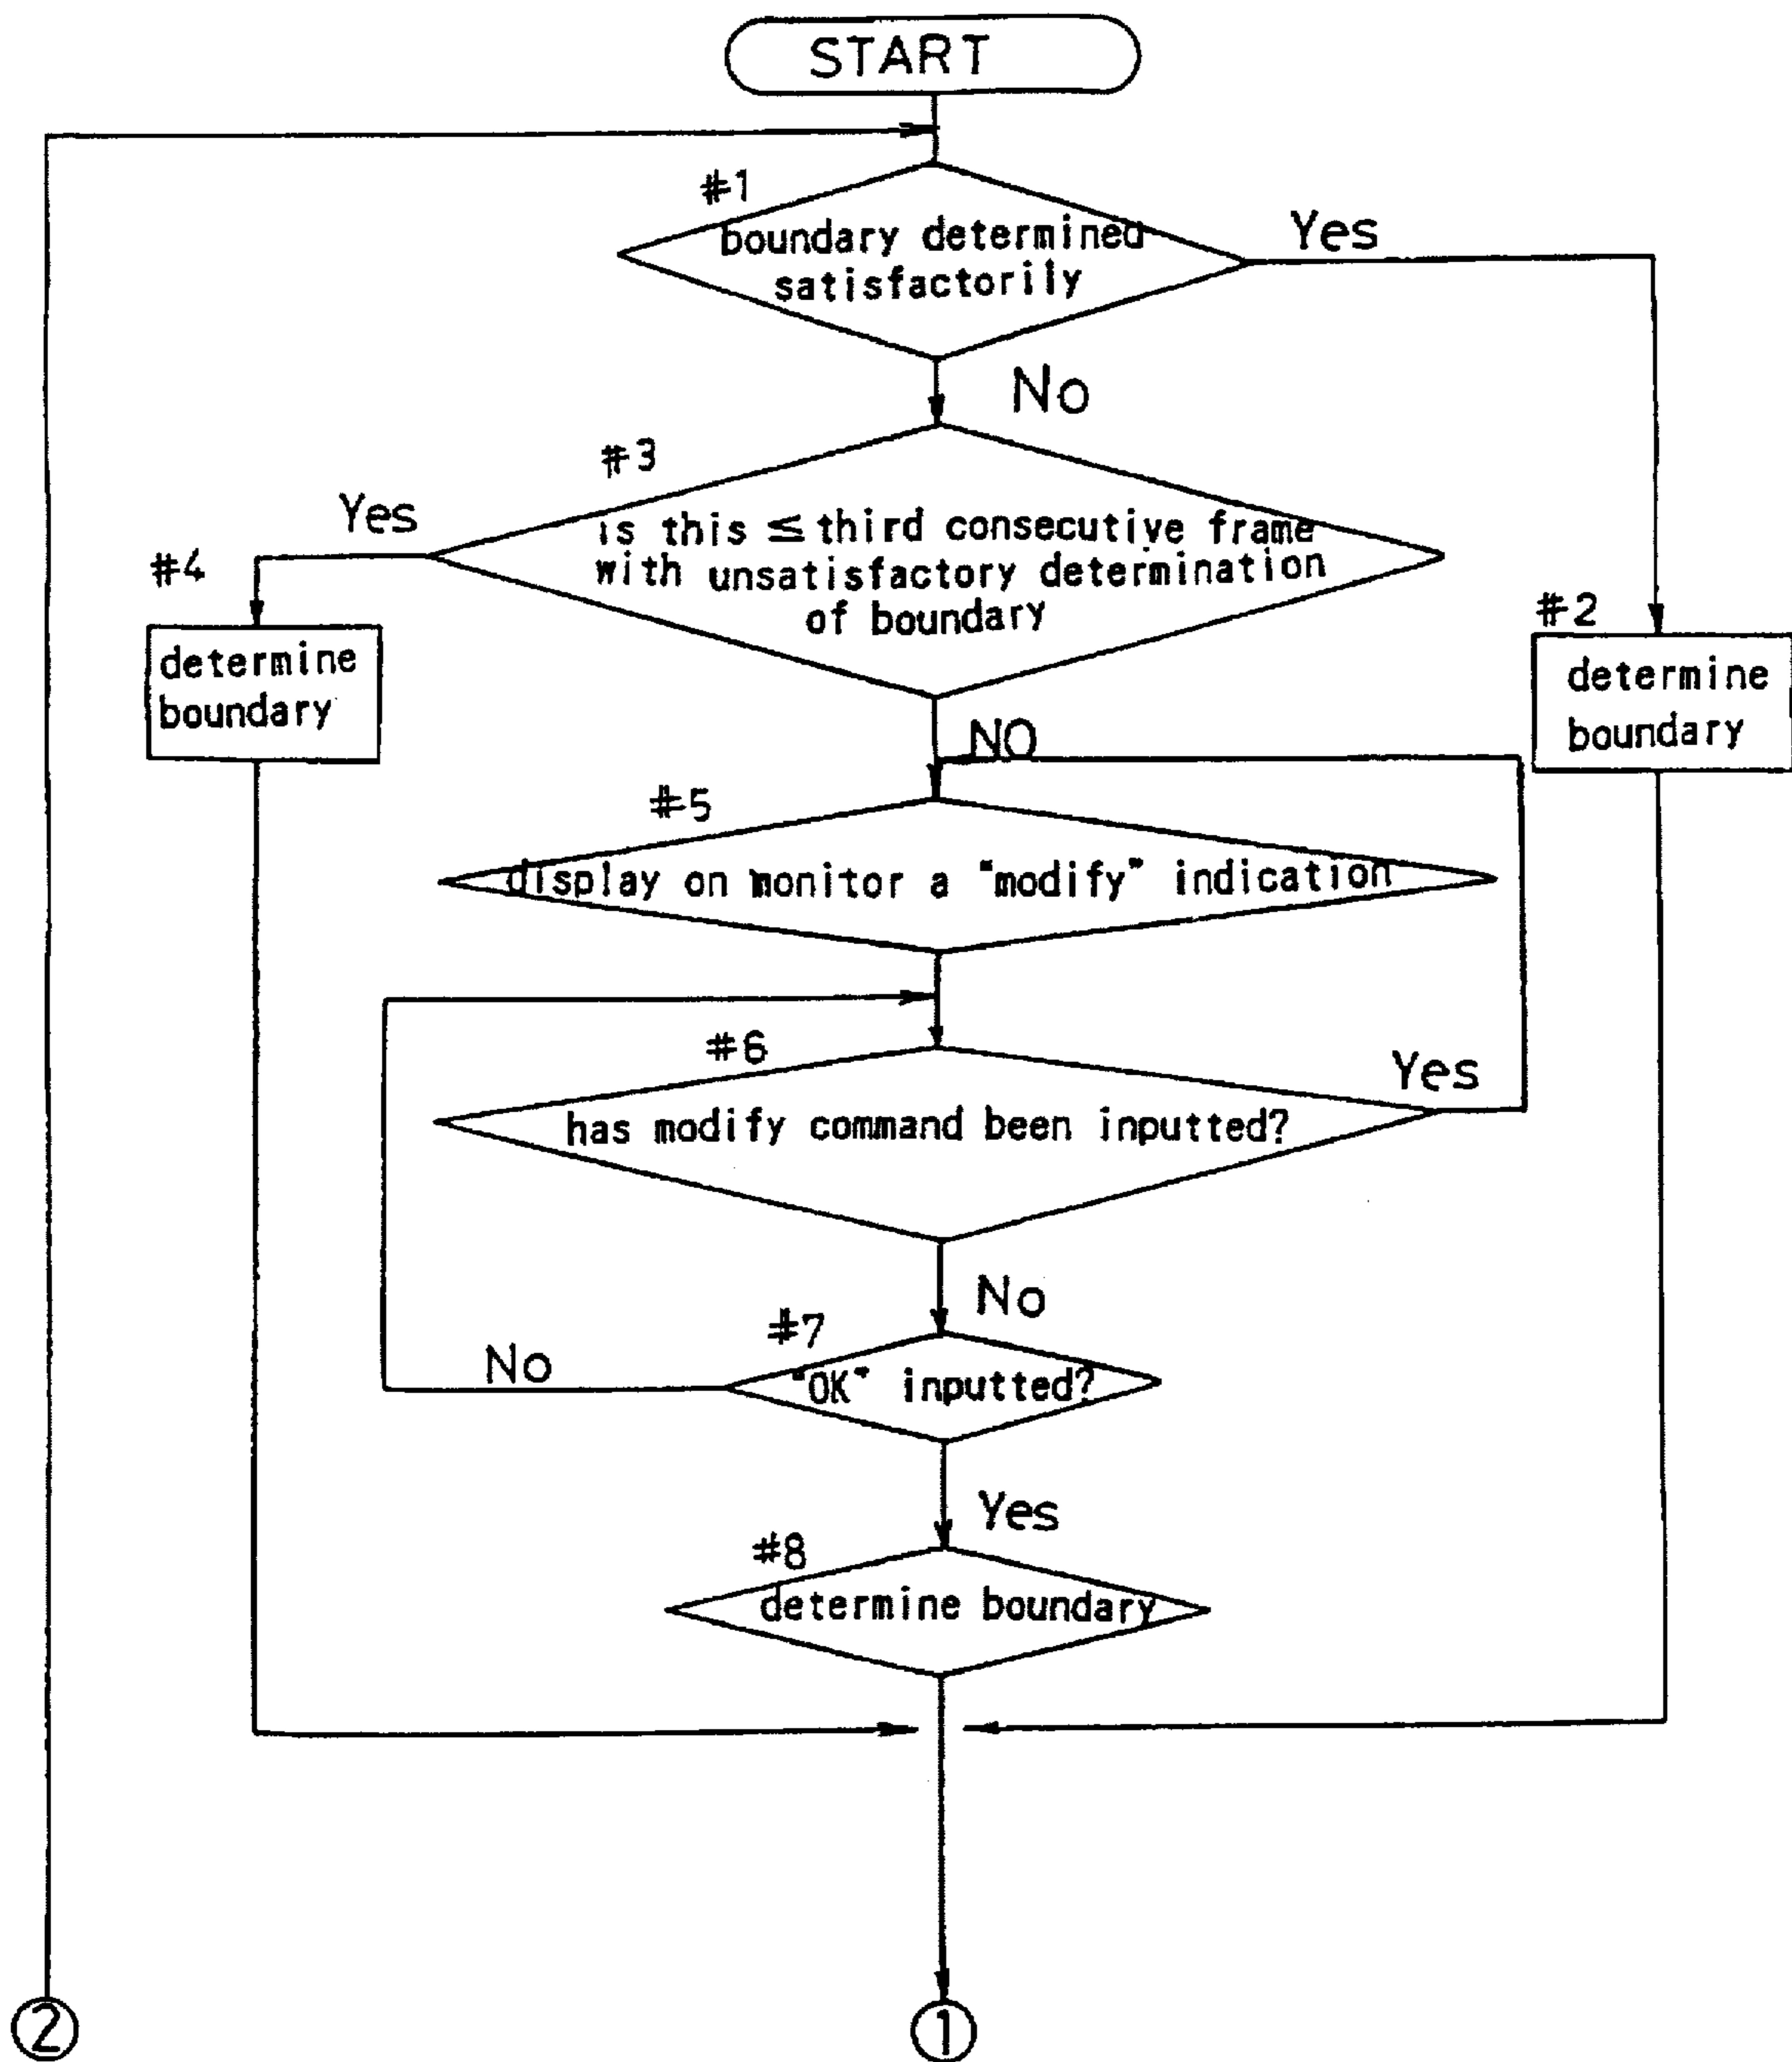 START
#1
boundary determined
satisfactorily
Yes
No
#3
Yes
is this ≦ third consecutive frame
with unsatisfactory determination
of boundary
#4
determine
boundary
#2
determine
boundary
NO
#5
display on monitor a "modify" indication
#6
Yes
has modify command been inputted?
No
#7
No
"OK" inputted?
Yes
#8
determine boundary
2
1